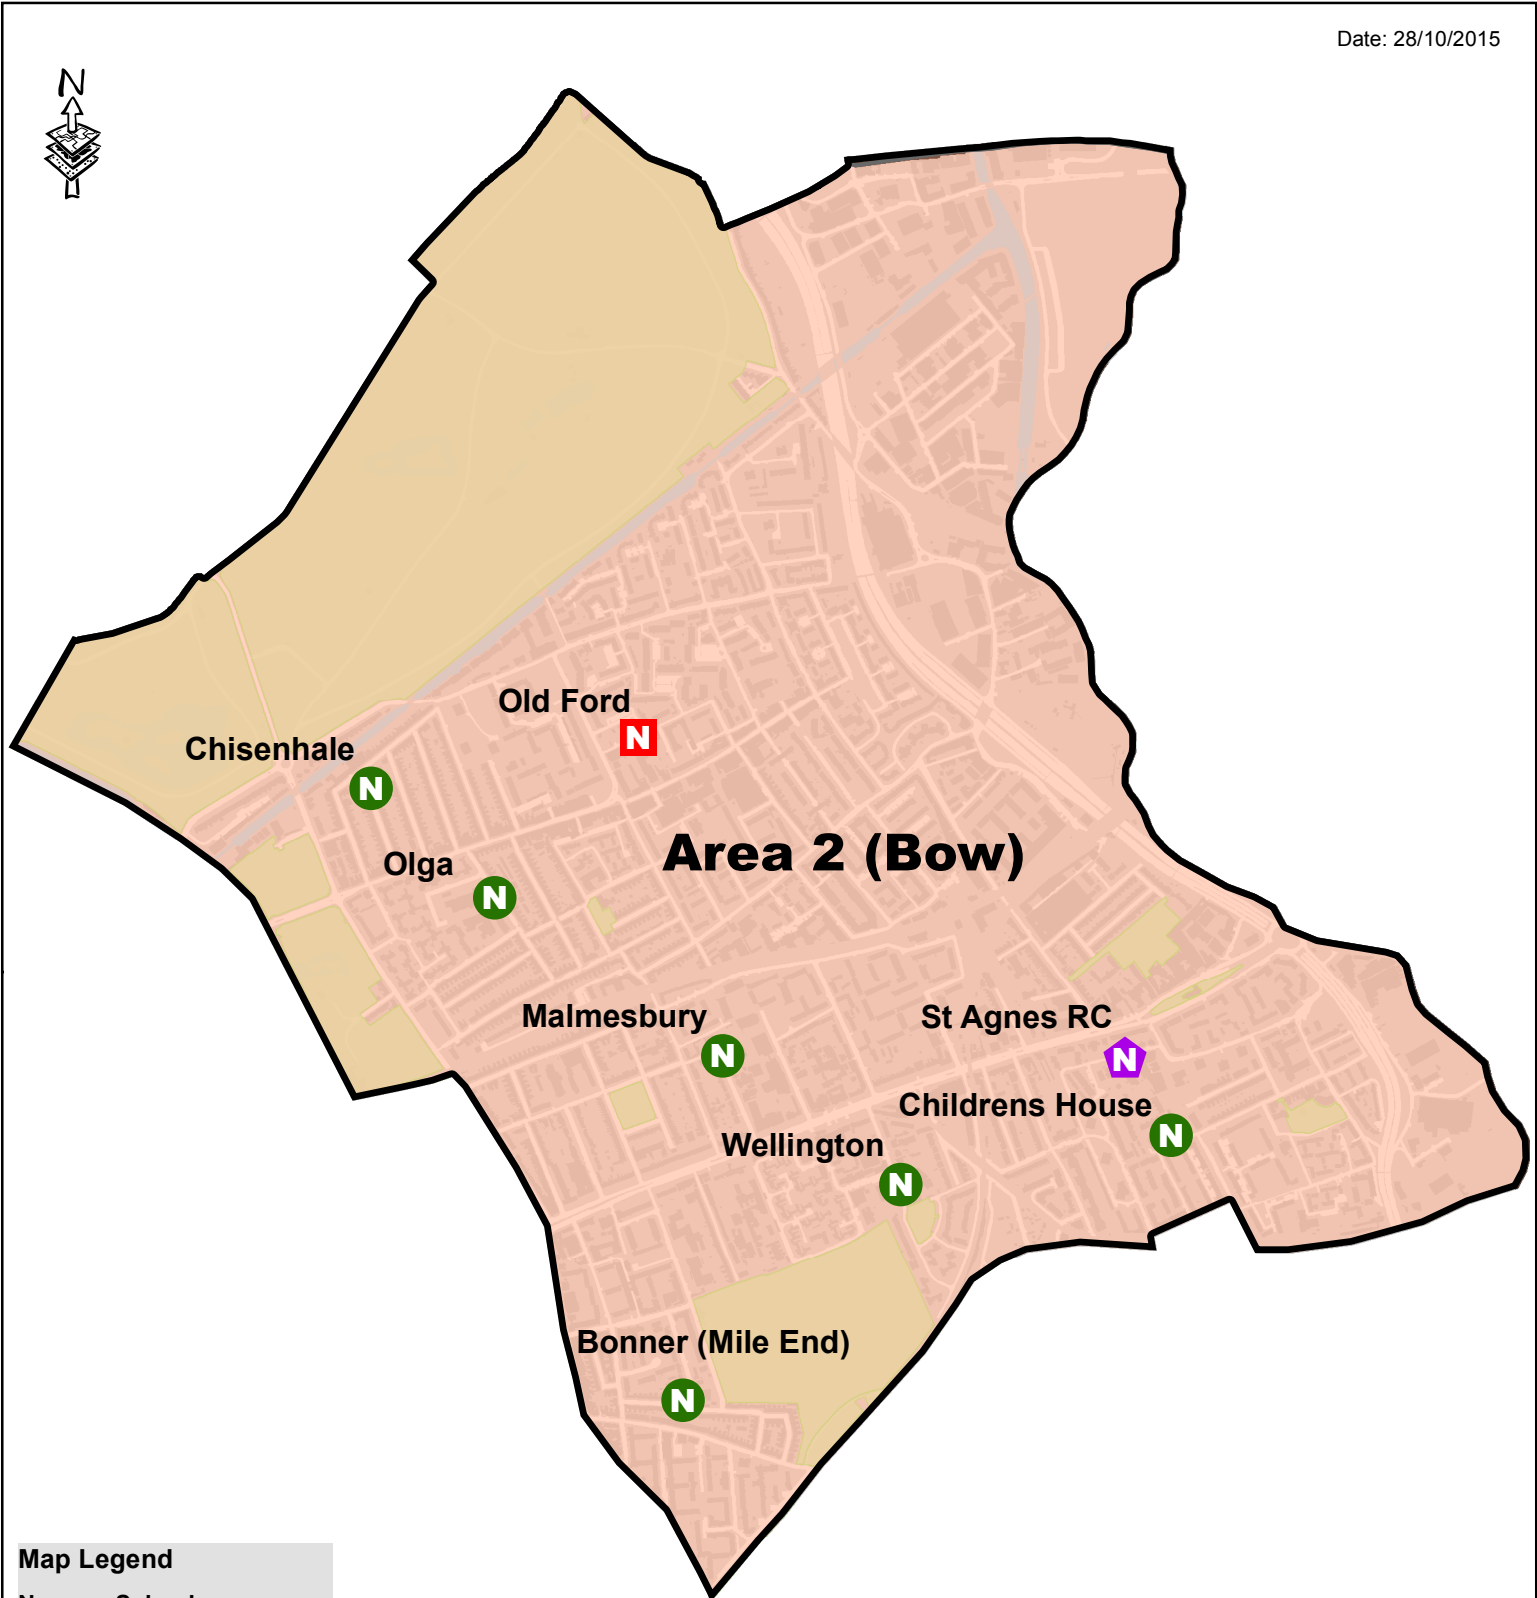 Date: 28/10/2015
N
Old Ford
N
Chisenhale
N
Area 2 (Bow)
Olga
N
Malmesbury
N
St Agnes RC
N
Childrens House
N
Wellington
N
Bonner (Mile End)
N
Map Legend